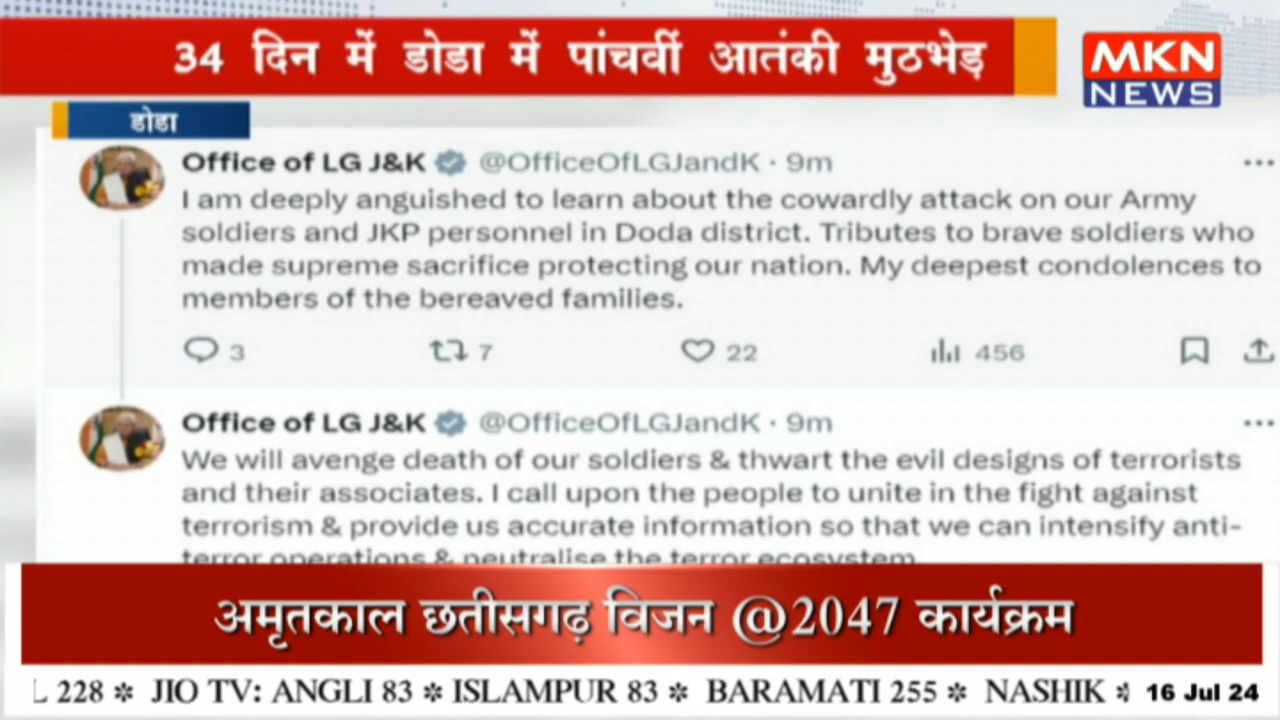 34 दिन में डोडा में पांचवीं आतंकी मुठभेड़
MKN
NEWS
डोडा
Office of LG J&K @OfficeOfLGJandK · 9m
I am deeply anguished to learn about the cowardly attack on our Army
soldiers and JKP personnel in Doda district. Tributes to brave soldiers who
made supreme sacrifice protecting our nation. My deepest condolences to
members of the bereaved families.
3 7 22 456
Office of LG J&K @OfficeOfLGJandK · 9m
We will avenge death of our soldiers & thwart the evil designs of terrorists
and their associates. I call upon the people to unite in the fight against
terrorism & provide us accurate information so that we can intensify anti-
terror operations & neutralise the terror ecosystem
अमृतकाल छतीसगढ़ विजन @2047 कार्यक्रम
228 * JIO TV: ANGLI 83 * ISLAMPUR 83 * BARAMATI 255 * NASHIK * 16 Jul 24